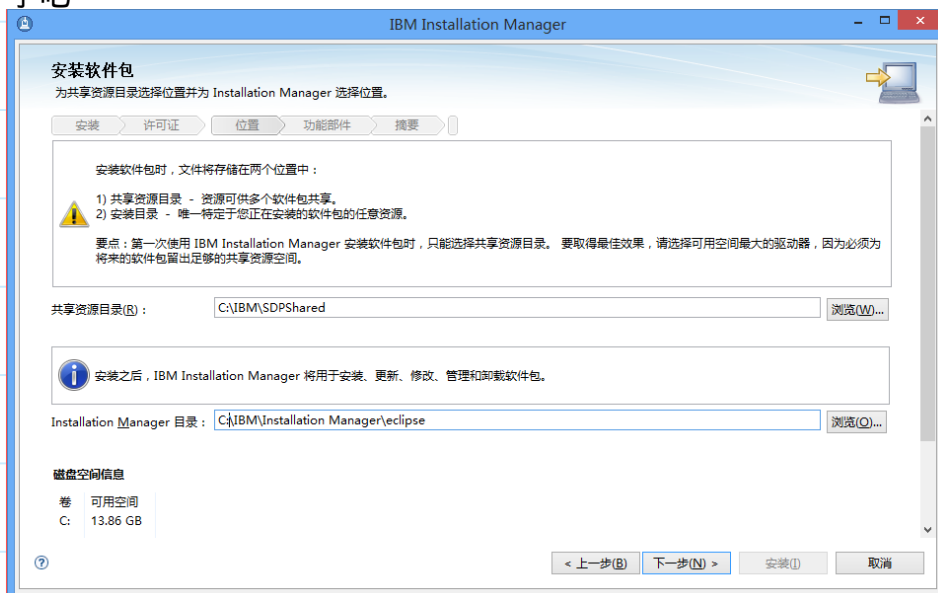 IBM Installation Manager
安装软件包
为共享资源目录选择位置并为 Installation Manager 选择位置。
安装 许可证 位置 功能部件 摘要
安装软件包时，文件将存储在两个位置中：
1) 共享资源目录 - 资源可供多个软件包共享。
2) 安装目录 - 唯一特定于您正在安装的软件包的任意资源。
要点：第一次使用 IBM Installation Manager 安装软件包时，只能选择共享资源目录。 要取得最佳效果，请选择可用空间最大的驱动器，因为必须为
将来的软件包留出足够的共享资源空间。
共享资源目录(R)： C:\IBM\SDPShared 浏览(W)...
安装之后，IBM Installation Manager 将用于安装、更新、修改、管理和卸载软件包。
Installation Manager 目录： C:\IBM\Installation Manager\eclipse 浏览(O)...
磁盘空间信息
卷 可用空间
C: 13.86 GB
< 上一步(B) 下一步(N) > 安装(I) 取消